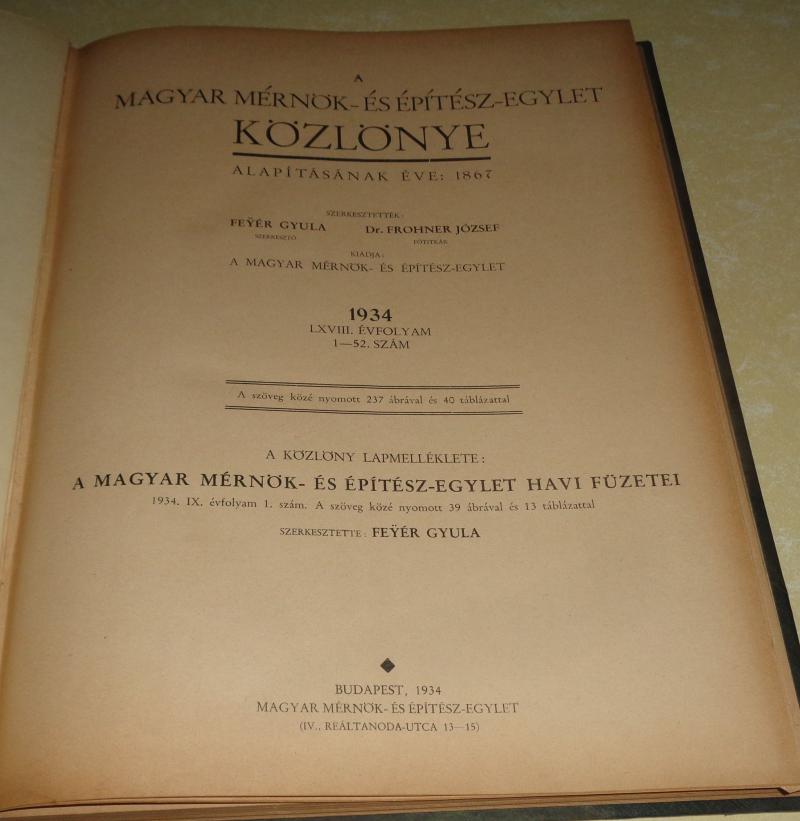 A
MAGYAR MÉRNÖK- ÉS ÉPÍTÉSZ-EGYLET
KÖZLÖNYE
ALAPÍTÁSÁNAK ÉVE: 1867
SZERKESZTETTÉK:
FEŸÉR GYULA Dr. FROHNER JÓZSEF
SZERKESZTŐ FŐTITKÁR
KIADJA:
A MAGYAR MÉRNÖK- ÉS ÉPÍTÉSZ-EGYLET
1934
LXVIII. ÉVFOLYAM
1—52. SZÁM
A szöveg közé nyomott 237 ábrával és 40 táblázattal
A KÖZLÖNY LAPMELLÉKLETE:
A MAGYAR MÉRNÖK- ÉS ÉPÍTÉSZ-EGYLET HAVI FÜZETEI
1934. IX. évfolyam 1. szám. A szöveg közé nyomott 39 ábrával és 13 táblázattal
SZERKESZTETTE: FEŸÉR GYULA
BUDAPEST, 1934
MAGYAR MÉRNÖK- ÉS ÉPÍTÉSZ-EGYLET
(IV., REÁLTANODA-UTCA 13—15)